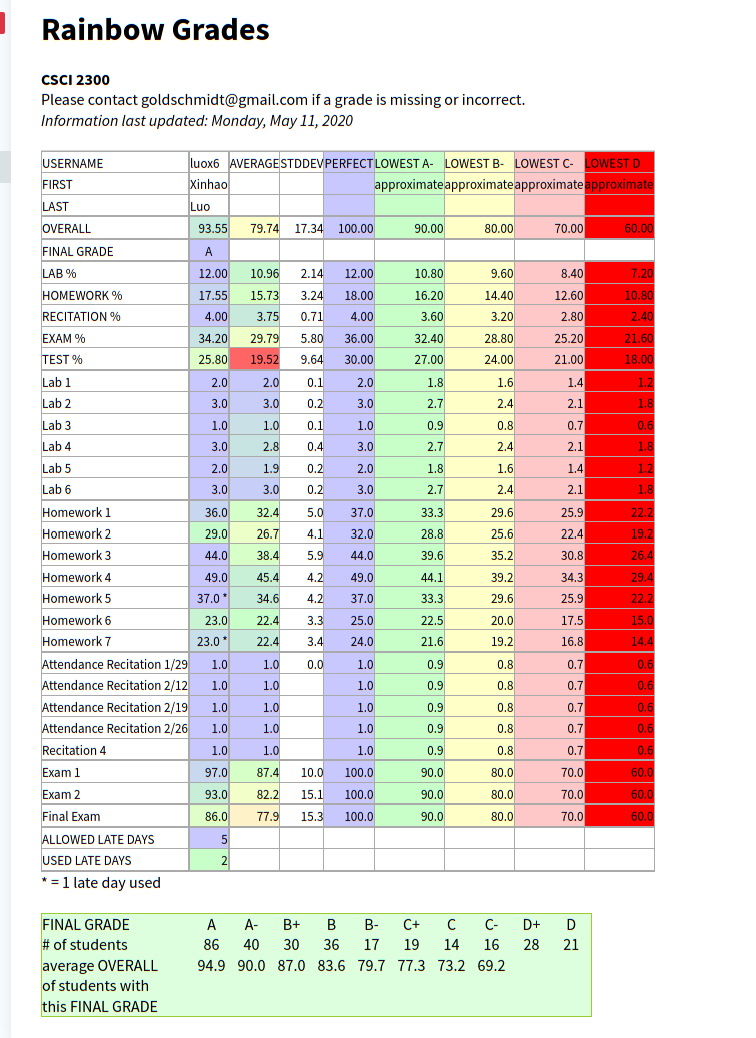 Rainbow Grades
CSCI 2300
Please contact goldschmidt@gmail.com if a grade is missing or incorrect.
Information last updated: Monday, May 11, 2020
USERNAME luox6 AVERAGE STDDEV PERFECT LOWEST A- LOWEST B- LOWEST C- LOWEST D
FIRST Xinhao approximate approximate approximate approximate
LAST Luo
OVERALL 93.55 79.74 17.34 100.00 90.00 80.00 70.00 60.00
FINAL GRADE A
LAB % 12.00 10.96 2.14 12.00 10.80 9.60 8.40 7.20
HOMEWORK % 17.55 15.73 3.24 18.00 16.20 14.40 12.60 10.80
RECITATION % 4.00 3.75 0.71 4.00 3.60 3.20 2.80 2.40
EXAM % 34.20 29.79 5.80 36.00 32.40 28.80 25.20 21.60
TEST % 25.80 19.52 9.64 30.00 27.00 24.00 21.00 18.00
Lab 1 2.0 2.0 0.1 2.0 1.8 1.6 1.4 1.2
Lab 2 3.0 3.0 0.2 3.0 2.7 2.4 2.1 1.8
Lab 3 1.0 1.0 0.1 1.0 0.9 0.8 0.7 0.6
Lab 4 3.0 2.8 0.4 3.0 2.7 2.4 2.1 1.8
Lab 5 2.0 1.9 0.2 2.0 1.8 1.6 1.4 1.2
Lab 6 3.0 3.0 0.2 3.0 2.7 2.4 2.1 1.8
Homework 1 36.0 32.4 5.0 37.0 33.3 29.6 25.9 22.2
Homework 2 29.0 26.7 4.1 32.0 28.8 25.6 22.4 19.2
Homework 3 44.0 38.4 5.9 44.0 39.6 35.2 30.8 26.4
Homework 4 49.0 45.4 4.2 49.0 44.1 39.2 34.3 29.4
Homework 5 37.0 * 34.6 4.2 37.0 33.3 29.6 25.9 22.2
Homework 6 23.0 22.4 3.3 25.0 22.5 20.0 17.5 15.0
Homework 7 23.0 * 22.4 3.4 24.0 21.6 19.2 16.8 14.4
Attendance Recitation 1/29 1.0 1.0 0.0 1.0 0.9 0.8 0.7 0.6
Attendance Recitation 2/12 1.0 1.0 1.0 0.9 0.8 0.7 0.6
Attendance Recitation 2/19 1.0 1.0 1.0 0.9 0.8 0.7 0.6
Attendance Recitation 2/26 1.0 1.0 1.0 0.9 0.8 0.7 0.6
Recitation 4 1.0 1.0 1.0 0.9 0.8 0.7 0.6
Exam 1 97.0 87.4 10.0 100.0 90.0 80.0 70.0 60.0
Exam 2 93.0 82.2 15.1 100.0 90.0 80.0 70.0 60.0
Final Exam 86.0 77.9 15.3 100.0 90.0 80.0 70.0 60.0
ALLOWED LATE DAYS 5
USED LATE DAYS 2
* = 1 late day used
FINAL GRADE A A- B+ B B- C+ C C- D+ D
# of students 86 40 30 36 17 19 14 16 28 21
average OVERALL 94.9 90.0 87.0 83.6 79.7 77.3 73.2 69.2
of students with
this FINAL GRADE